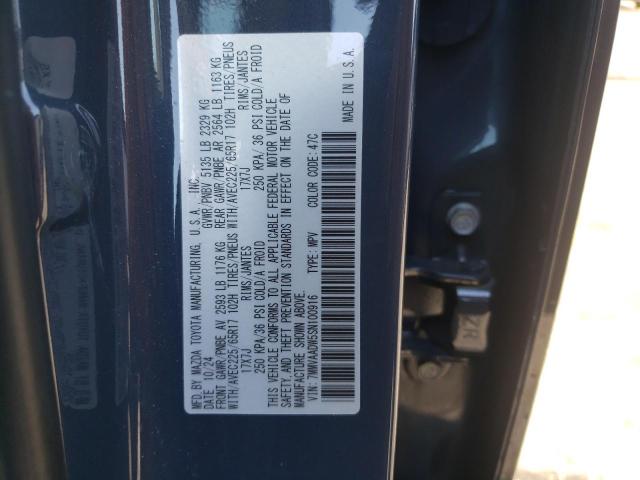 MFD. BY MAZDA TOYOTA MANUFACTURING, U.S.A., INC.
DATE 10/24 GVWR/PNBV 5135 LB 2329 KG
FRONT GAWR/PNBE AV 2593 LB 1176 KG REAR GAWR/PNBE AR 2564 LB 1163 KG
WITH/AVEC225/65R17 102H TIRES/PNEUS WITH/AVEC225/65R17 102H TIRES/PNEUS
17X7J RIMS/JANTES 17X7J RIMS/JANTES
250 KPA/36 PSI COLD/A FROID 250 KPA/ 36 PSI COLD/A FROID
THIS VEHICLE CONFORMS TO ALL APPLICABLE FEDERAL MOTOR VEHICLE
SAFETY, AND THEFT PREVENTION STANDARDS IN EFFECT ON THE DATE OF
MANUFACTURE SHOWN ABOVE.
VIN: 7MMVAADW5SN100916 TYPE: MPV COLOR CODE: 47C
MADE IN U.S.A.
ZR